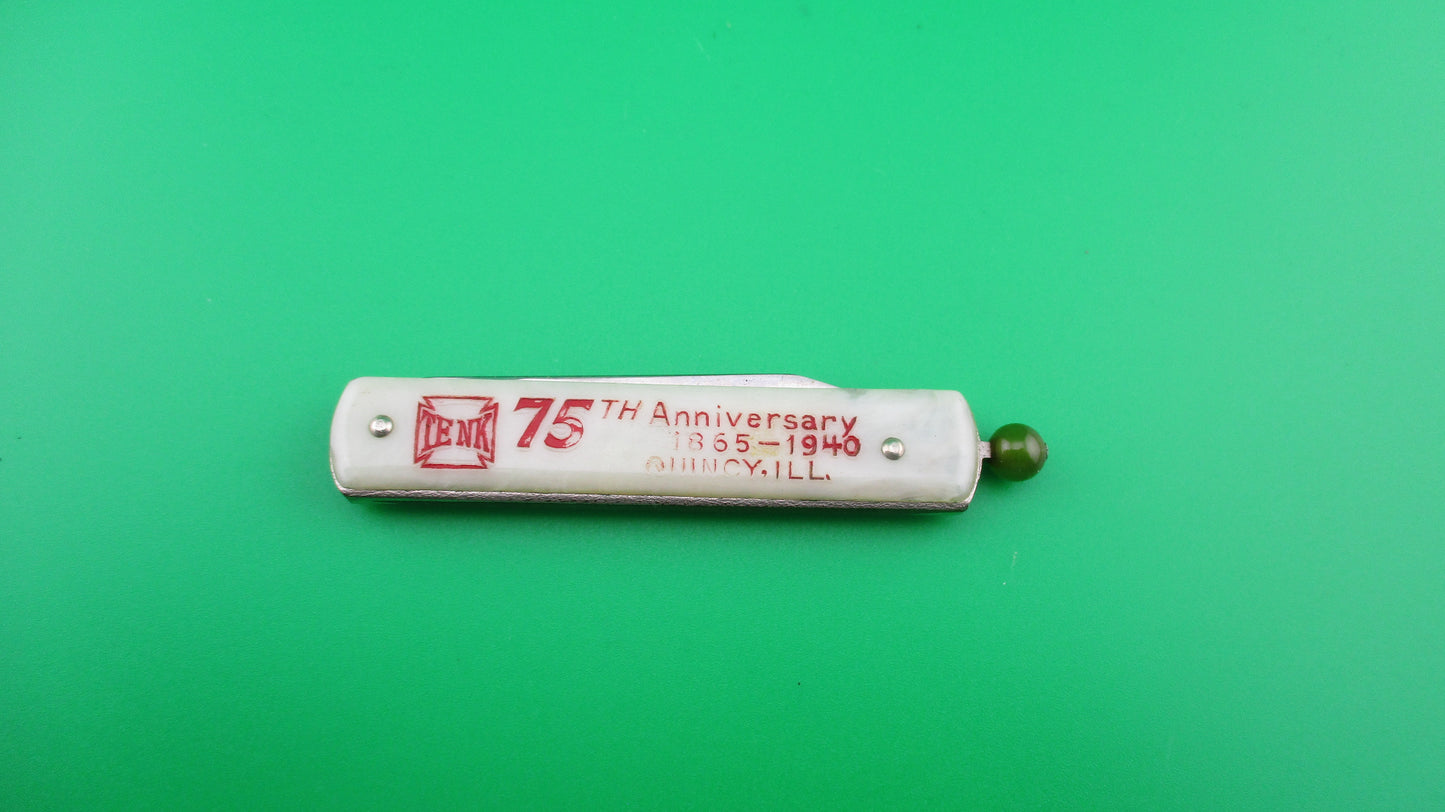 TENK 75TH Anniversary
1865-1940
QUINCY, ILL.